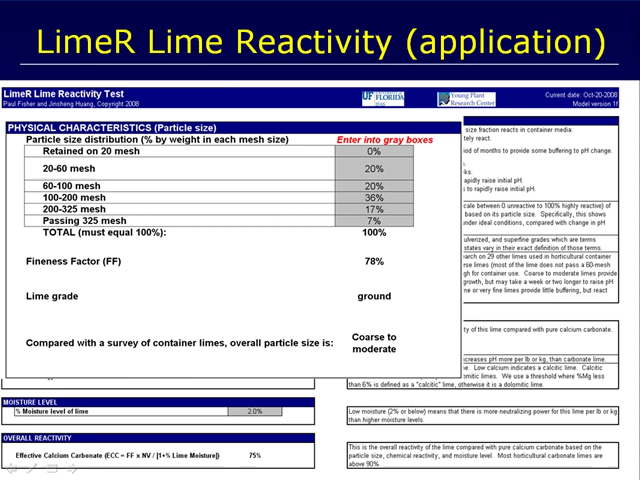 LimeR Lime Reactivity (application)
LimeR Lime Reactivity Test
Paul Fisher and Jinsheng Huang, Copyright 2008
UF FLORIDA
IFAS
Young Plant
Research Center
Current date: Oct-20-2008
Model version 1f
PHYSICAL CHARACTERISTICS (Particle size)
Particle size distribution (% by weight in each mesh size) Enter into gray boxes
Retained on 20 mesh 0%
20-60 mesh 20%
60-100 mesh 20%
100-200 mesh 36%
200-325 mesh 17%
Passing 325 mesh 7%
TOTAL (must equal 100%): 100%
Fineness Factor (FF) 78%
Lime grade ground
Compared with a survey of container limes, overall particle size is: Coarse to
moderate
size fraction reacts in container media:
tely react.
iod of months to provide some buffering to pH change.
s.
ks.
rapidly raise initial pH.
s to rapidly raise initial pH.
cale between 0 unreactive to 100% highly reactive) of
based on its particle size. Specifically, this shows
nder ideal conditions, compared with change in pH
ulverized, and superfine grades which are terms
states vary in their exact definition of those terms.
earch on 29 other limes used in horticultural container
rse limes (most of the lime does not pass a 60-mesh
gh for container use. Coarse to moderate limes provide
growth, but may take a week or two longer to raise pH
ne or very fine limes provide little buffering, but react
ty of this lime compared with pure calcium carbonate.
creases pH more per lb or kg, than carbonate lime.
me. Low calcium indicates a calcitic lime. Calcitic
omitic limes. We use a threshold where %Mg less
than 6% is defined as a "calcitic" lime, otherwise it is a dolomitic lime.
MOISTURE LEVEL
% Moisture level of lime 2.0%
Low moisture (2% or below) means that there is more neutralizing power for this lime per lb or kg
than higher moisture levels.
OVERALL REACTIVITY
Effective Calcium Carbonate (ECC = FF x NV / [1+% Lime Moisture]) 75%
This is the overall reactivity of the lime compared with pure calcium carbonate based on the
particle size, chemical reactivity, and moisture level. Most horticultural carbonate limes are
above 90%.